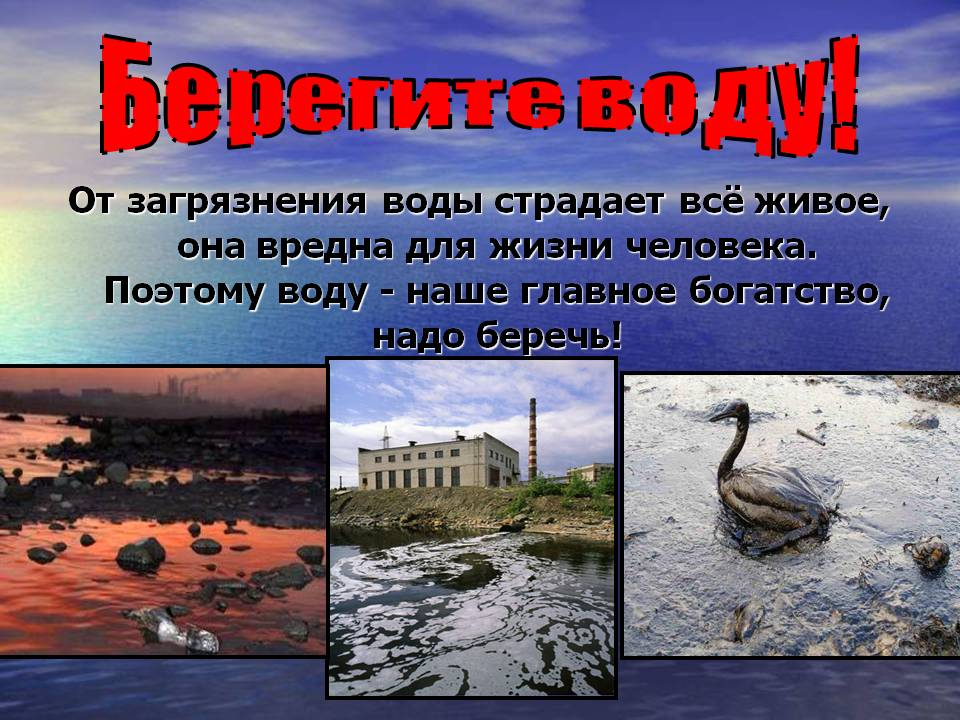 Берегите воду!
От загрязнения воды страдает всё живое,
она вредна для жизни человека.
Поэтому воду - наше главное богатство,
надо беречь!